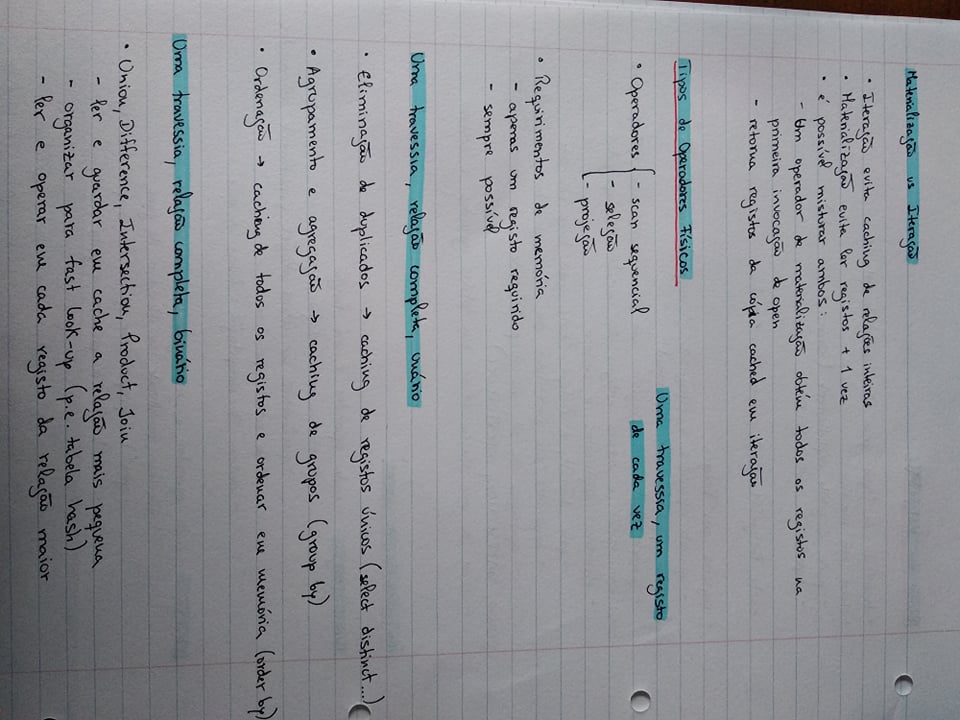 Materialização vs Iteração
• Iteração evita caching de relações inteiras
• Materialização evita ler registos + 1 vez
• é possível misturar ambos:
- Um operador de materialização obtém todos os registos na
primeira invocação de open
- retorna registos da cópia cached em iteração
Tipos de Operadores Físicos
Uma travessia, um registo
de cada vez
• Operadores { - scan sequencial
- seleção
- projeção
• Requirimentos de memória
- apenas um registo requirido
- sempre possível
Uma travessia, relação completa, unário
• Eliminação de duplicados → caching de registos únicos (select distinct...)
• Agrupamento e agregação → caching de grupos (group by)
• Ordenação → caching de todos os registos e ordenar em memória (order by)
Uma travessia, relação completa, binário
• Union, Difference, Intersection, Product, Join
- ler e guardar em cache a relação mais pequena
- organizar para fast look-up (p.e. tabela hash)
- ler e operar em cada registo da relação maior